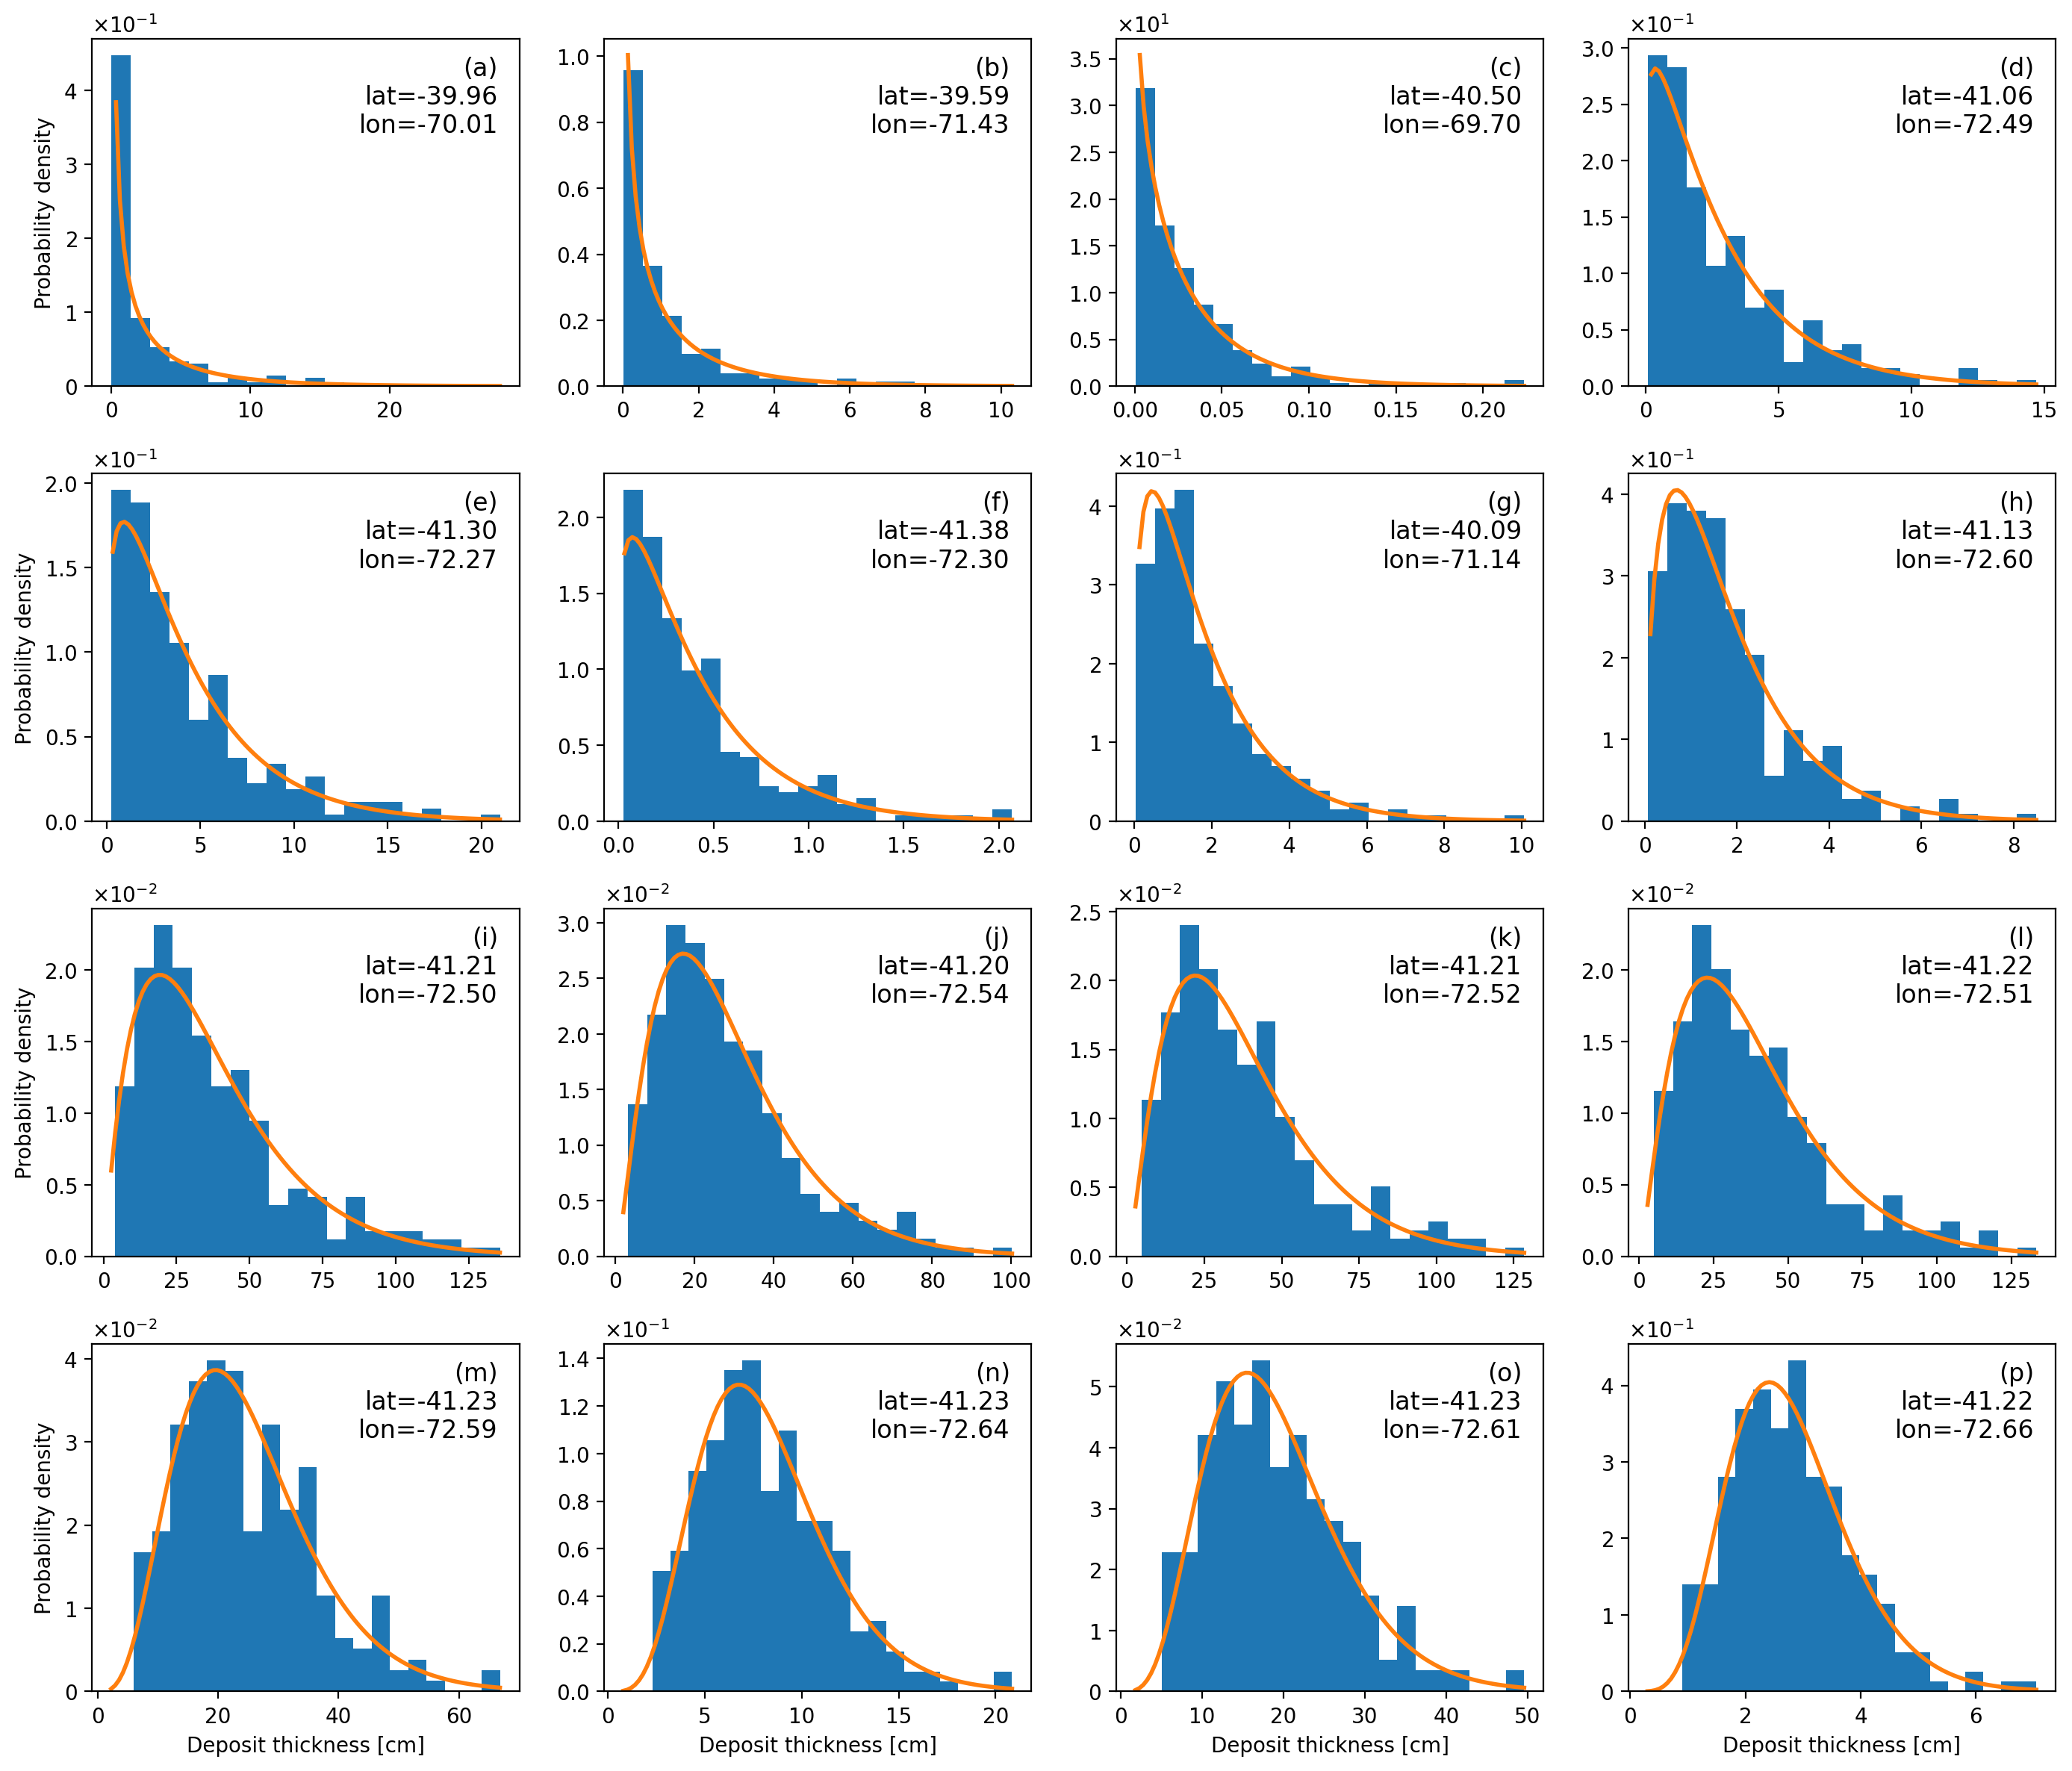 ×10⁻¹ ×10¹ ×10⁻¹
(a) (b) (c) (d)
lat=-39.96 lat=-39.59 lat=-40.50 lat=-41.06
lon=-70.01 lon=-71.43 lon=-69.70 lon=-72.49
Probability density
4 3 2 1 0
1.0 0.8 0.6 0.4 0.2 0.0
3.5 3.0 2.5 2.0 1.5 1.0 0.5 0.0
3.0 2.5 2.0 1.5 1.0 0.5 0.0
0 10 20
0 2 4 6 8 10
0.00 0.05 0.10 0.15 0.20
0 5 10 15
×10⁻¹ ×10⁻¹ ×10⁻¹
(e) (f) (g) (h)
lat=-41.30 lat=-41.38 lat=-40.09 lat=-41.13
lon=-72.27 lon=-72.30 lon=-71.14 lon=-72.60
Probability density
2.0 1.5 1.0 0.5 0.0
2.0 1.5 1.0 0.5 0.0
4 3 2 1 0
4 3 2 1 0
0 5 10 15 20
0.0 0.5 1.0 1.5 2.0
0 2 4 6 8 10
0 2 4 6 8
×10⁻² ×10⁻² ×10⁻² ×10⁻²
(i) (j) (k) (l)
lat=-41.21 lat=-41.20 lat=-41.21 lat=-41.22
lon=-72.50 lon=-72.54 lon=-72.52 lon=-72.51
Probability density
2.0 1.5 1.0 0.5 0.0
3.0 2.5 2.0 1.5 1.0 0.5 0.0
2.5 2.0 1.5 1.0 0.5 0.0
2.0 1.5 1.0 0.5 0.0
0 25 50 75 100 125
0 20 40 60 80 100
0 25 50 75 100 125
0 25 50 75 100 125
×10⁻² ×10⁻¹ ×10⁻² ×10⁻¹
(m) (n) (o) (p)
lat=-41.23 lat=-41.23 lat=-41.23 lat=-41.22
lon=-72.59 lon=-72.64 lon=-72.61 lon=-72.66
Probability density
4 3 2 1 0
1.4 1.2 1.0 0.8 0.6 0.4 0.2 0.0
5 4 3 2 1 0
4 3 2 1 0
0 20 40 60
0 5 10 15 20
0 10 20 30 40 50
0 2 4 6
Deposit thickness [cm] Deposit thickness [cm] Deposit thickness [cm] Deposit thickness [cm]